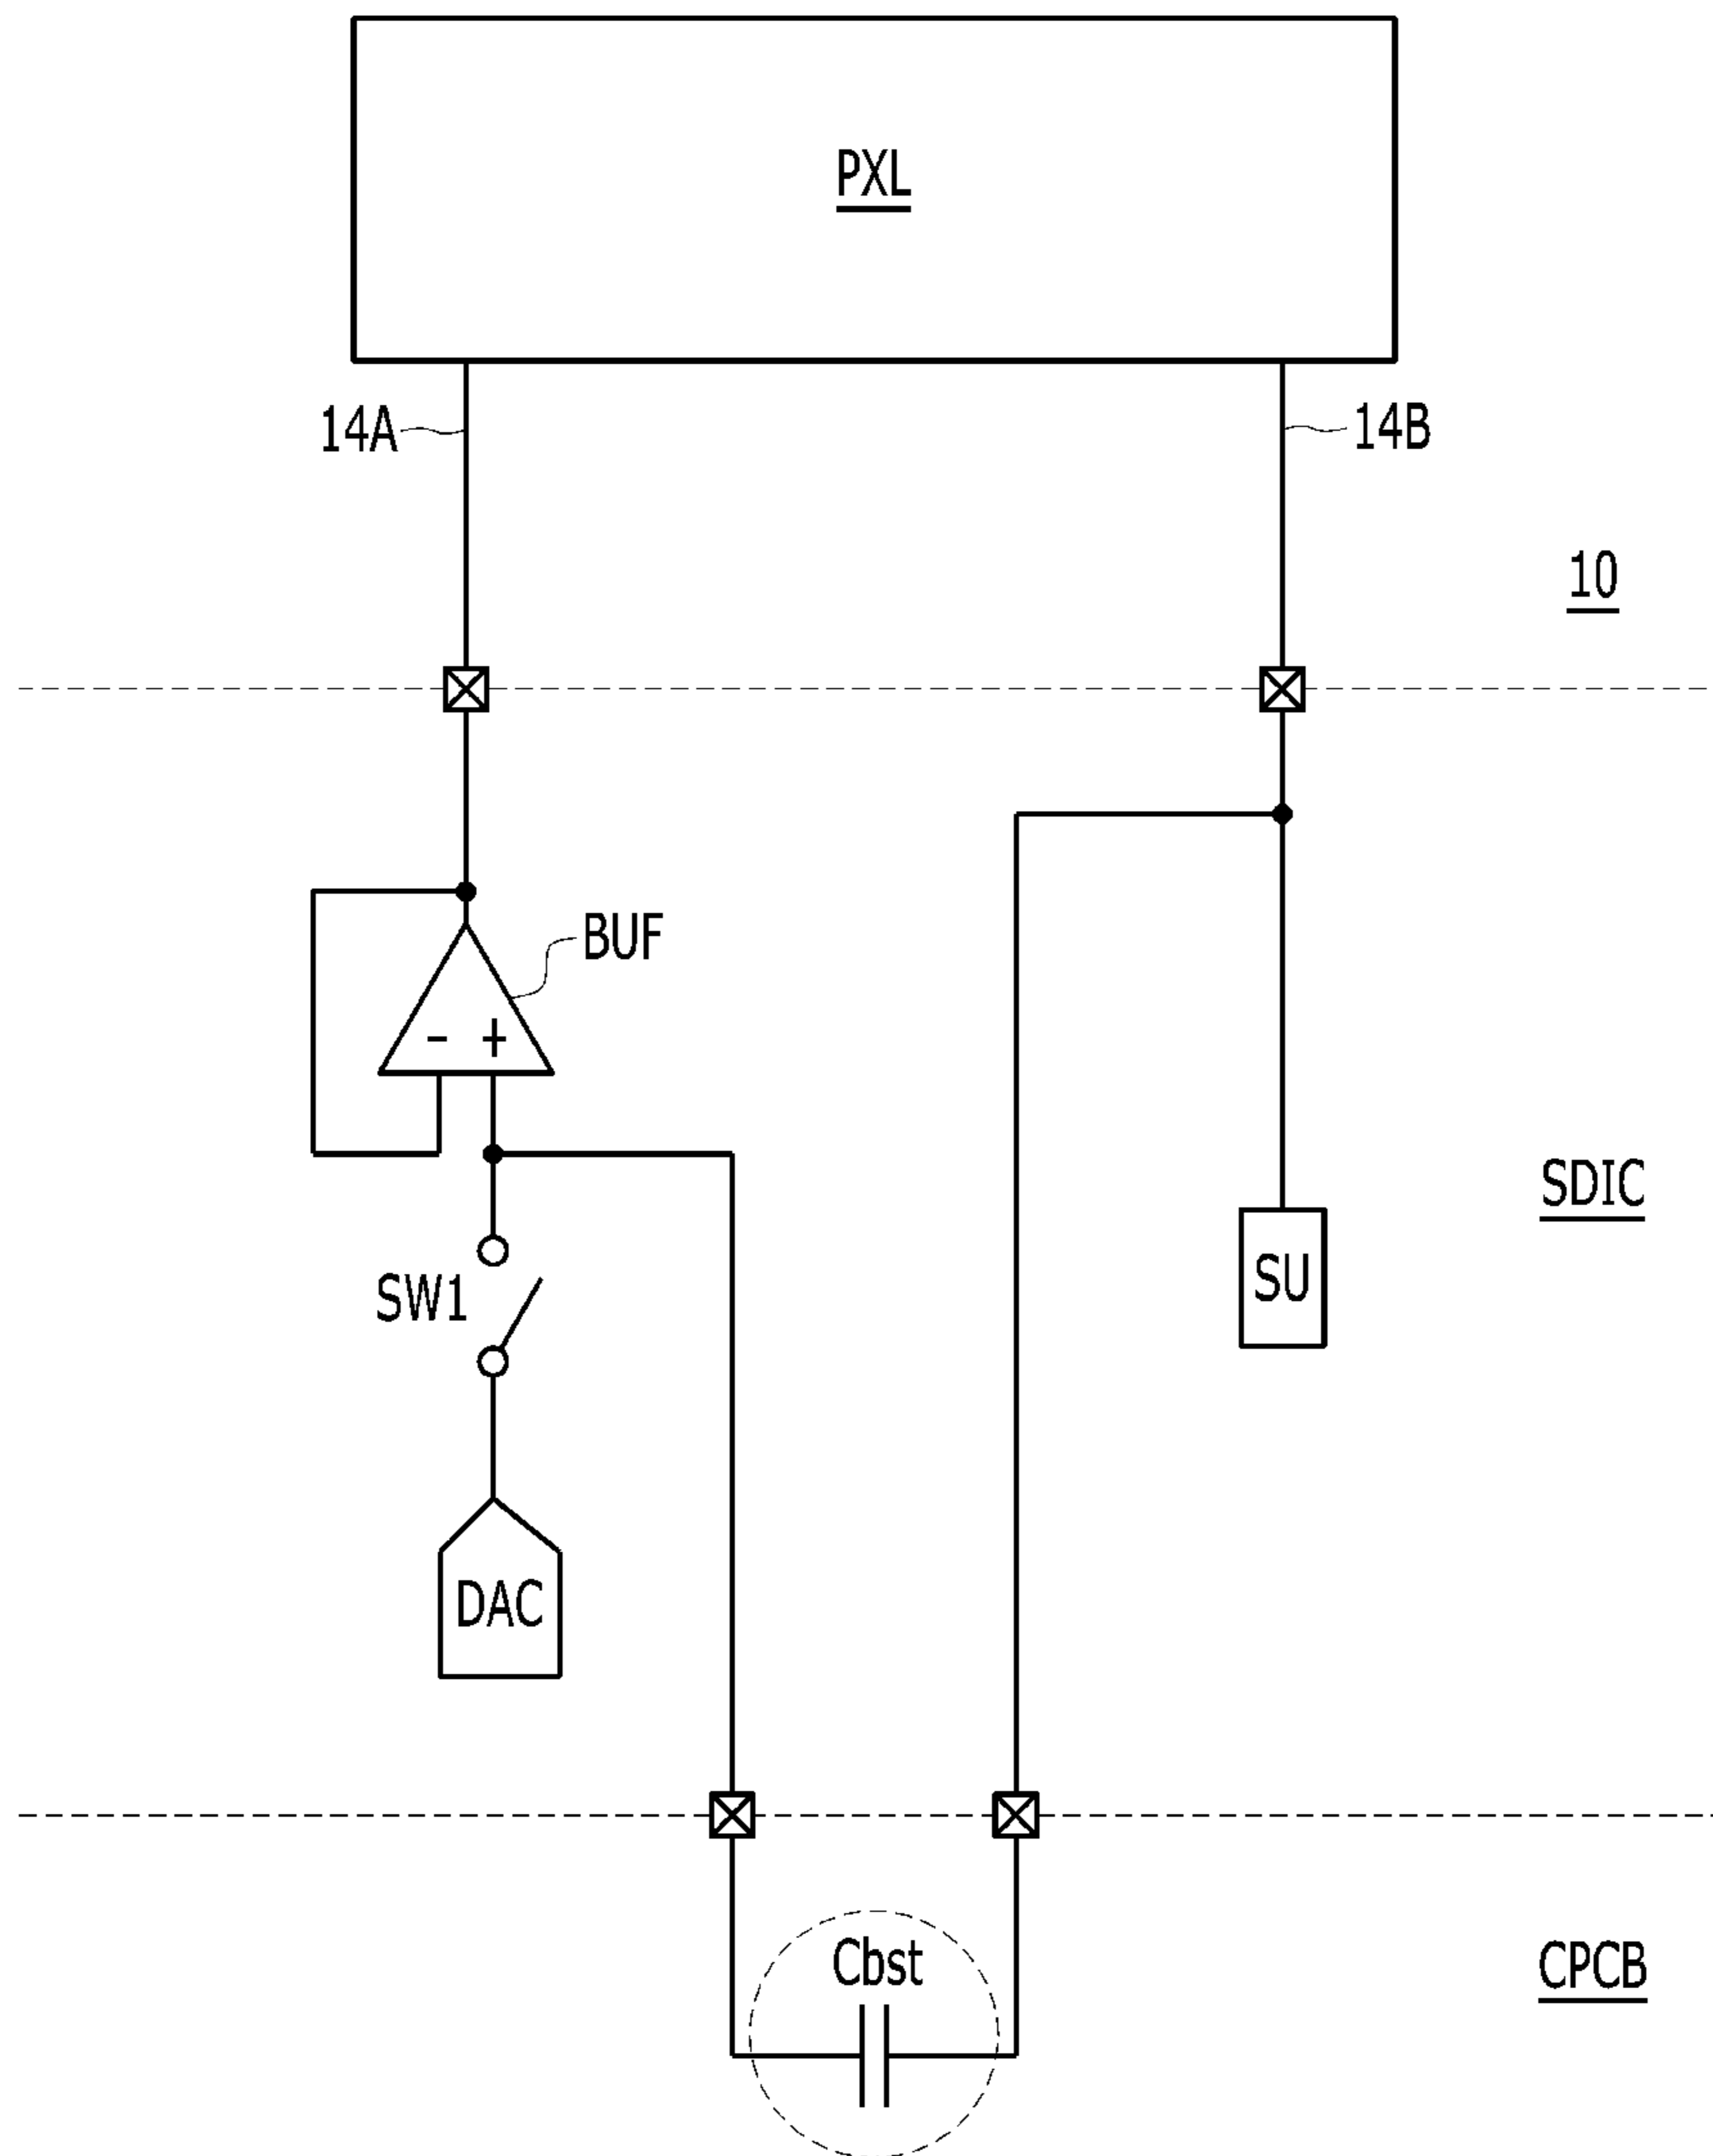 PXL
14A
14B
10
BUF
- +
SDIC
SW1
SU
DAC
Cbst
CPCB